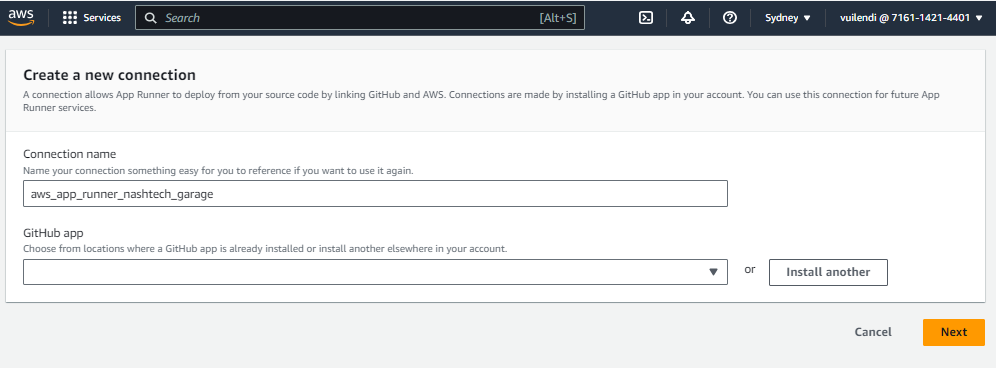 aws
Services
Search
[Alt+S]
Sydney
vuilendi @ 7161-1421-4401
Create a new connection
A connection allows App Runner to deploy from your source code by linking GitHub and AWS. Connections are made by installing a GitHub app in your account. You can use this connection for future App
Runner services.
Connection name
Name your connection something easy for you to reference if you want to use it again.
aws_app_runner_nashtech_garage
GitHub app
Choose from locations where a GitHub app is already installed or install another elsewhere in your account.
or
Install another
Cancel
Next